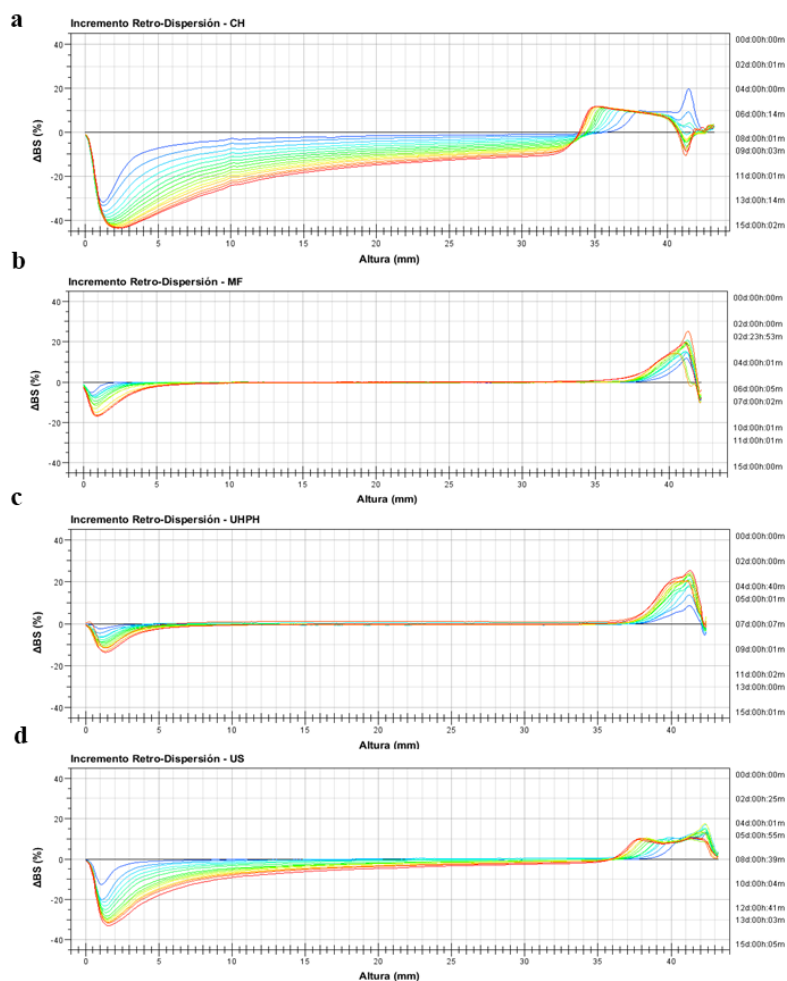 a
Incremento Retro-Dispersión - CH
40
20
0
-20
-40
ΔBS (%)
0 5 10 15 20 25 30 35 40
Altura (mm)
00d:00h:00m
02d:00h:01m
04d:00h:00m
06d:00h:14m
08d:00h:01m
09d:00h:03m
11d:00h:01m
13d:00h:14m
15d:00h:02m
b
Incremento Retro-Dispersión - MF
40
20
0
-20
-40
ΔBS (%)
0 5 10 15 20 25 30 35 40
Altura (mm)
00d:00h:00m
02d:00h:00m
02d:23h:53m
04d:00h:01m
06d:00h:05m
07d:00h:02m
10d:00h:01m
11d:00h:01m
15d:00h:00m
c
Incremento Retro-Dispersión - UHPH
40
20
0
-20
-40
ΔBS (%)
0 5 10 15 20 25 30 35 40
Altura (mm)
00d:00h:00m
02d:00h:00m
04d:00h:40m
05d:00h:01m
07d:00h:07m
09d:00h:01m
11d:00h:02m
13d:00h:00m
15d:00h:01m
d
Incremento Retro-Dispersión - US
40
20
0
-20
-40
ΔBS (%)
0 5 10 15 20 25 30 35 40
Altura (mm)
00d:00h:00m
02d:00h:25m
04d:00h:01m
05d:00h:55m
08d:00h:39m
10d:00h:04m
12d:00h:41m
13d:00h:03m
15d:00h:05m